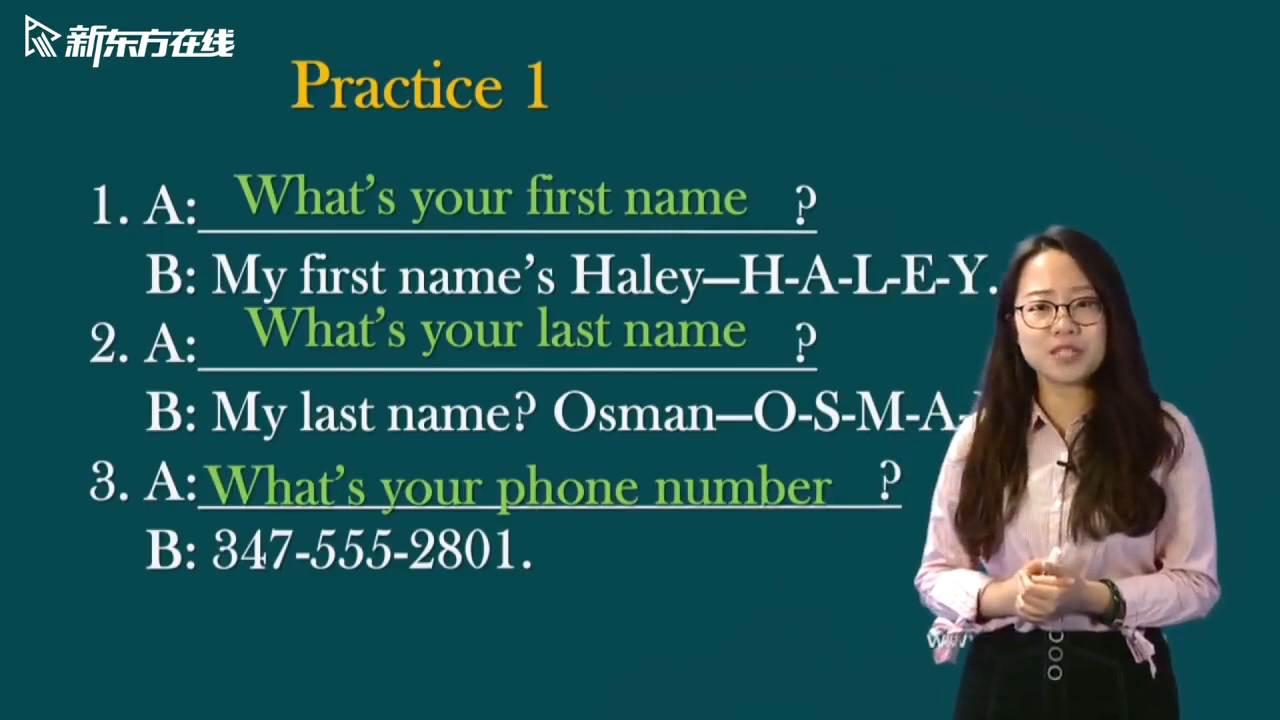 新东方在线
Practice 1
1. A: What's your first name ?
B: My first name's Haley—H-A-L-E-Y.
2. A: What's your last name ?
B: My last name? Osman—O-S-M-A-
3. A: What's your phone number ?
B: 347-555-2801.